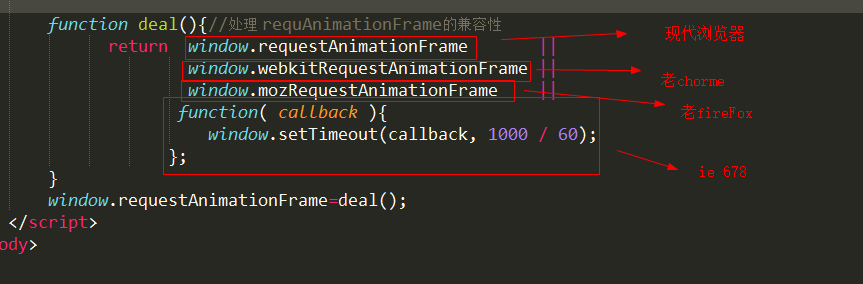 function deal(){//处理 requAnimationFrame的兼容性
return window.requestAnimationFrame || 现代浏览器
window.webkitRequestAnimationFrame || 老chorme
window.mozRequestAnimationFrame || 老fireFox
function( callback ){
window.setTimeout(callback, 1000 / 60);
}; ie 678
}
window.requestAnimationFrame=deal();
</script>
ody>